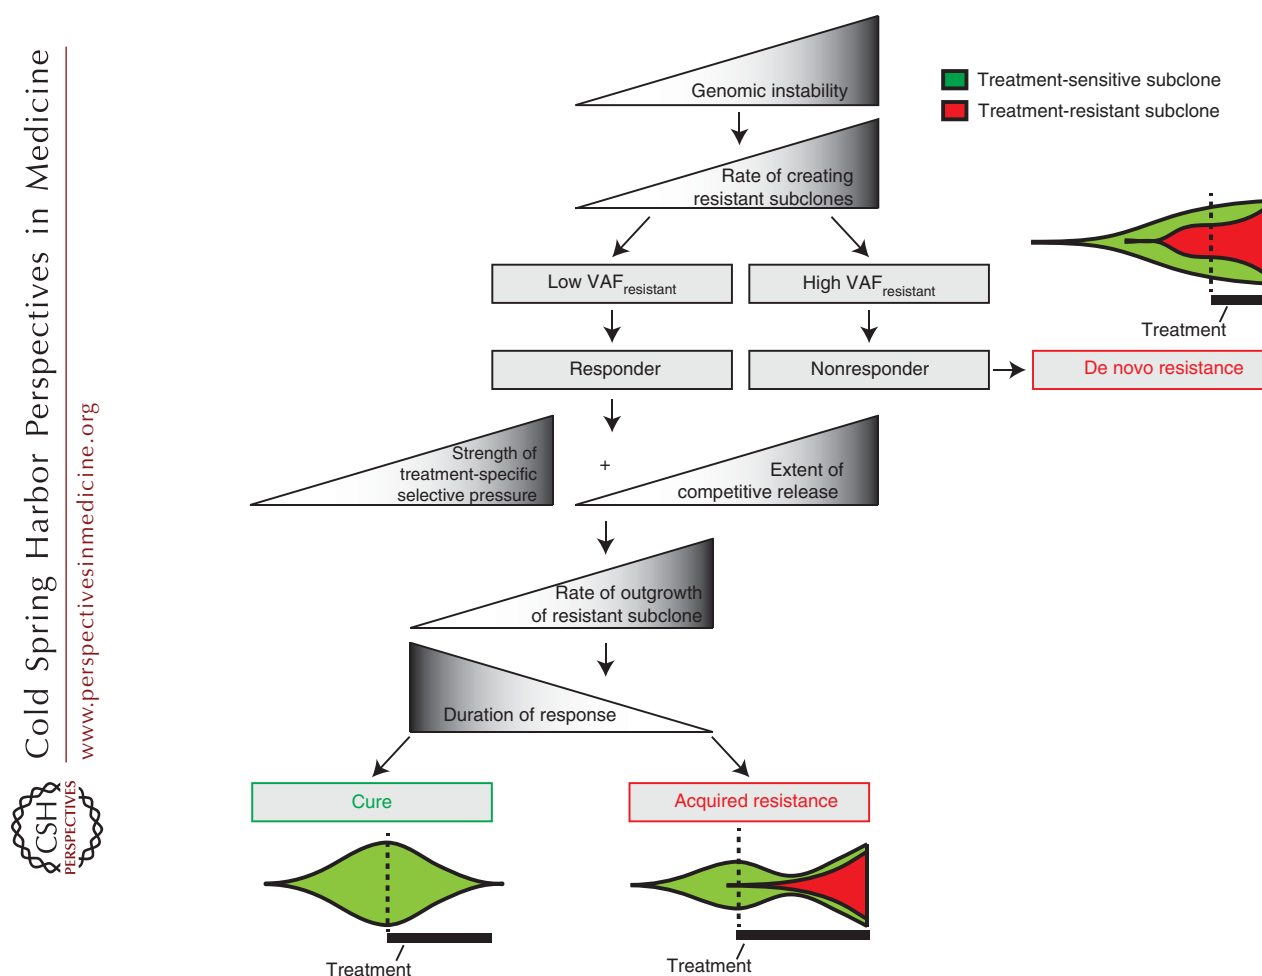 Cold Spring Harbor Perspectives in Medicine
www.perspectivesinmedicine.org
CSH
PERSPECTIVES
Genomic instability
Treatment-sensitive subclone
Treatment-resistant subclone
Rate of creating
resistant subclones
Low VAFresistant
High VAFresistant
Treatment
Responder
Nonresponder
De novo resistance
Strength of
treatment-specific
selective pressure
+
Extent of
competitive release
Rate of outgrowth
of resistant subclone
Duration of response
Cure
Acquired resistance
Treatment
Treatment